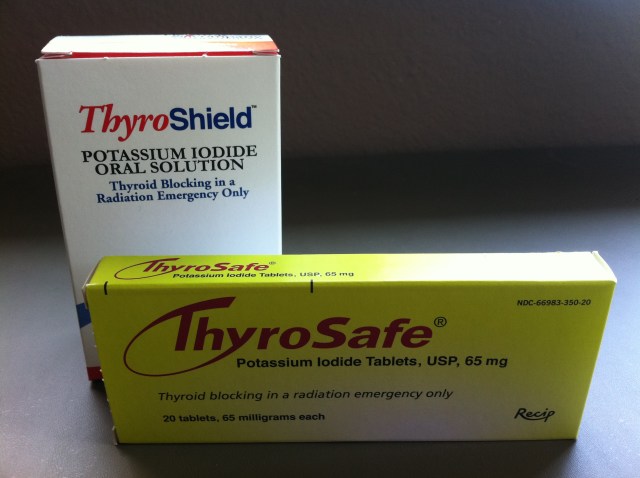 ThyroShield™
POTASSIUM IODIDE
ORAL SOLUTION
Thyroid Blocking in a
Radiation Emergency Only
ThyroSafe®
Potassium Iodide Tablets, USP, 65 mg
NDC-66983-350-20
ThyroSafe®
Potassium Iodide Tablets, USP, 65 mg
Thyroid blocking in a radiation emergency only
20 tablets, 65 milligrams each
Recip